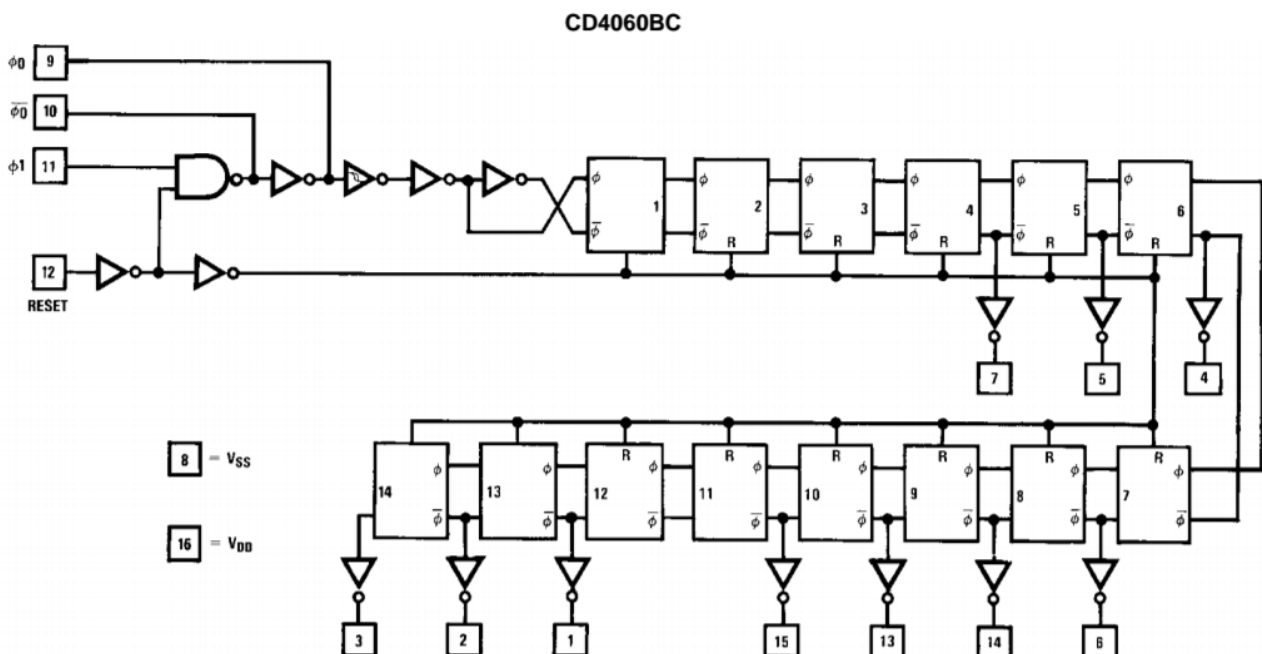 CD4060BC
ϕ0 9
ϕ̅0̅ 10
ϕ1 11
12
RESET
ϕ ϕ ϕ ϕ ϕ ϕ
1 2 3 4 5 6
ϕ̅ ϕ̅ ϕ̅ ϕ̅ ϕ̅ ϕ̅
R R R R R
7 5 4
8 = VSS
16 = VDD
R R R R R R
ϕ ϕ ϕ ϕ ϕ ϕ ϕ
14 13 12 11 10 9 8 7
ϕ̅ ϕ̅ ϕ̅ ϕ̅ ϕ̅ ϕ̅ ϕ̅ ϕ̅
3 2 1 15 13 14 6